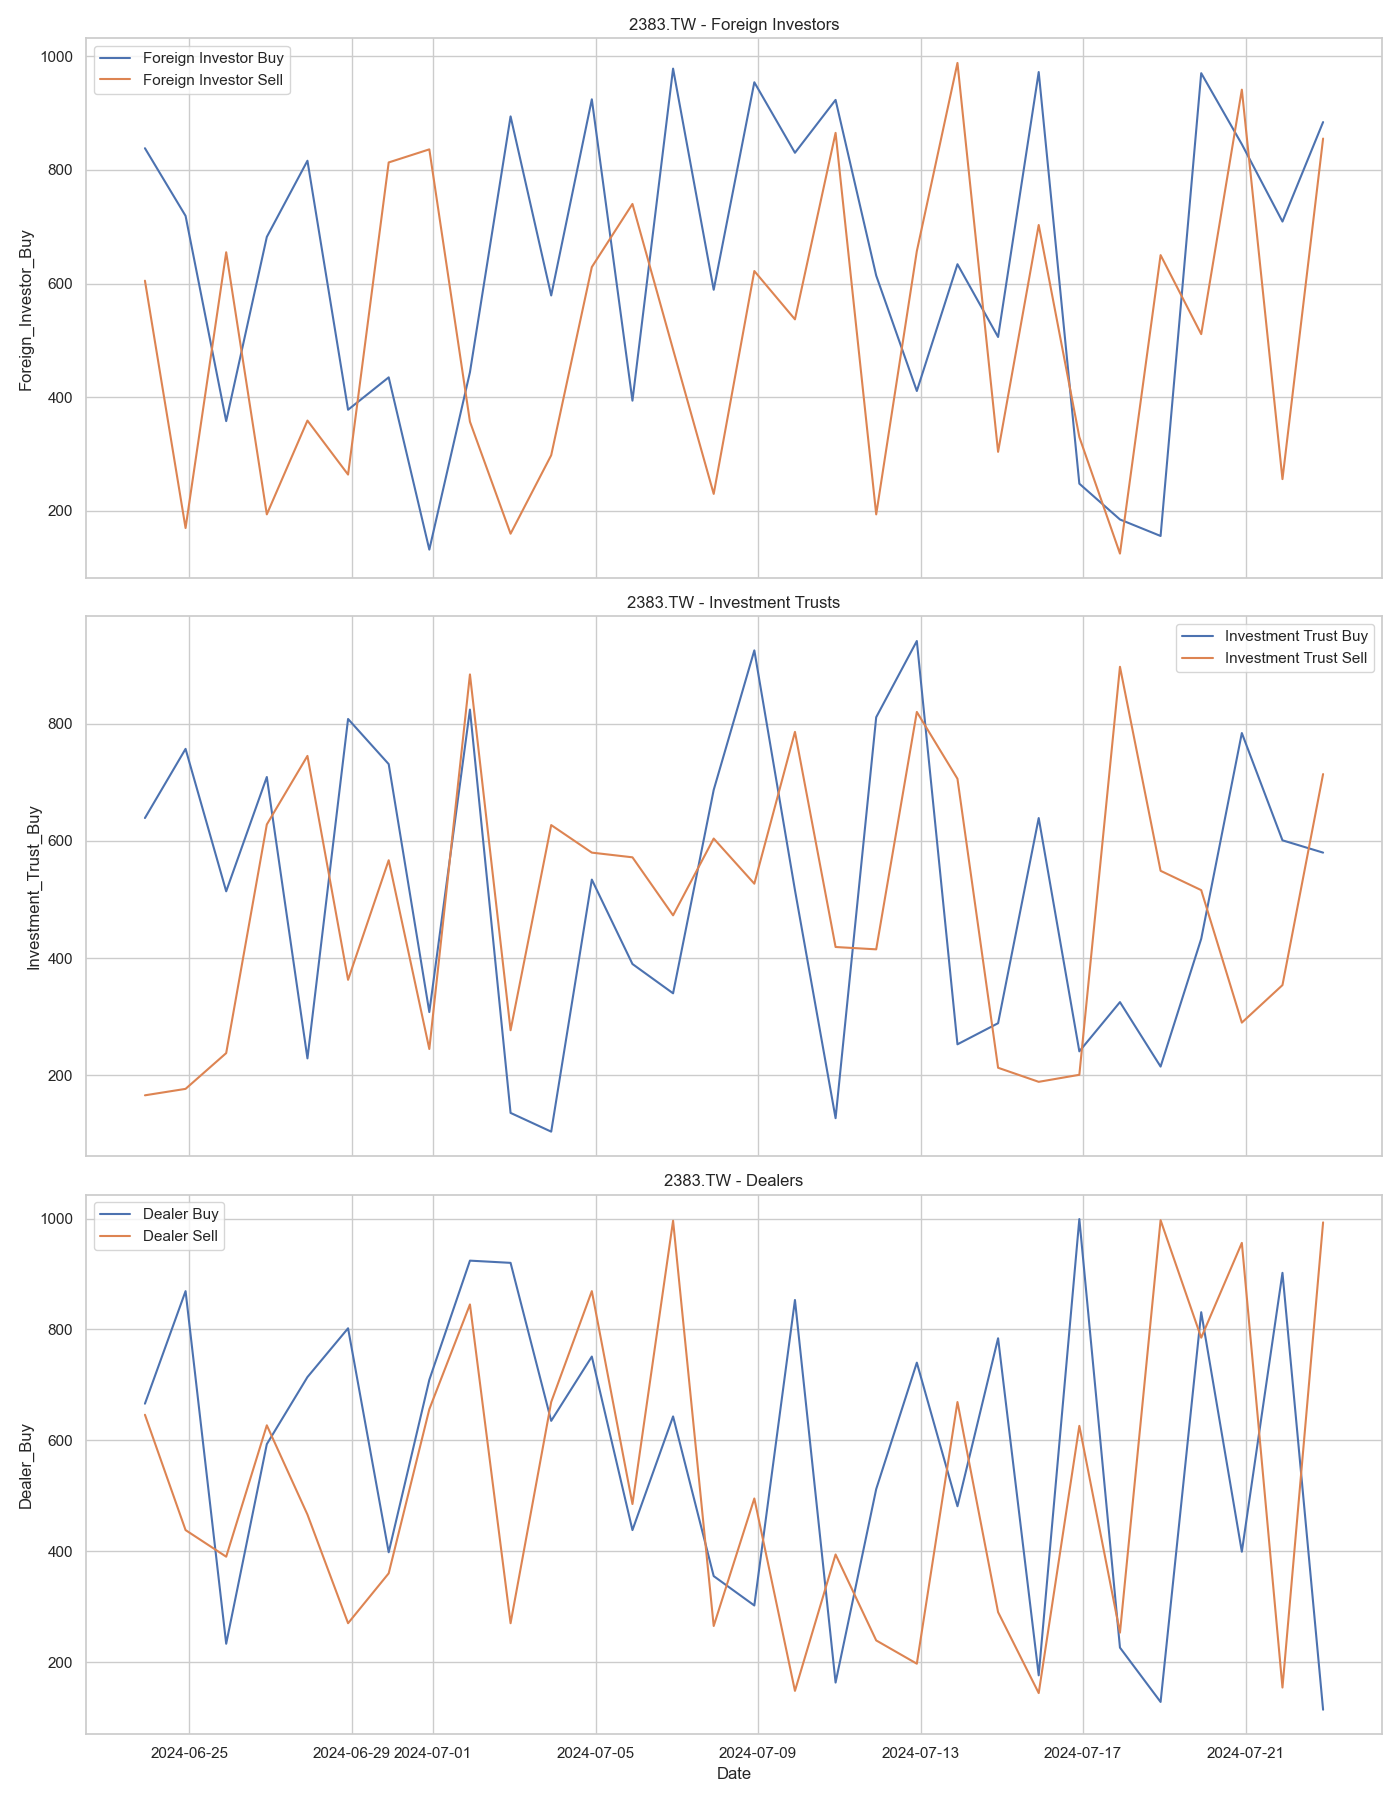 2383.TW - Foreign Investors
Foreign Investor Buy
Foreign Investor Sell
Foreign_Investor_Buy
1000
800
600
400
200
2383.TW - Investment Trusts
Investment Trust Buy
Investment Trust Sell
Investment_Trust_Buy
800
600
400
200
2383.TW - Dealers
Dealer Buy
Dealer Sell
Dealer_Buy
1000
800
600
400
200
2024-06-25 2024-06-29 2024-07-01 2024-07-05 2024-07-09 2024-07-13 2024-07-17 2024-07-21
Date